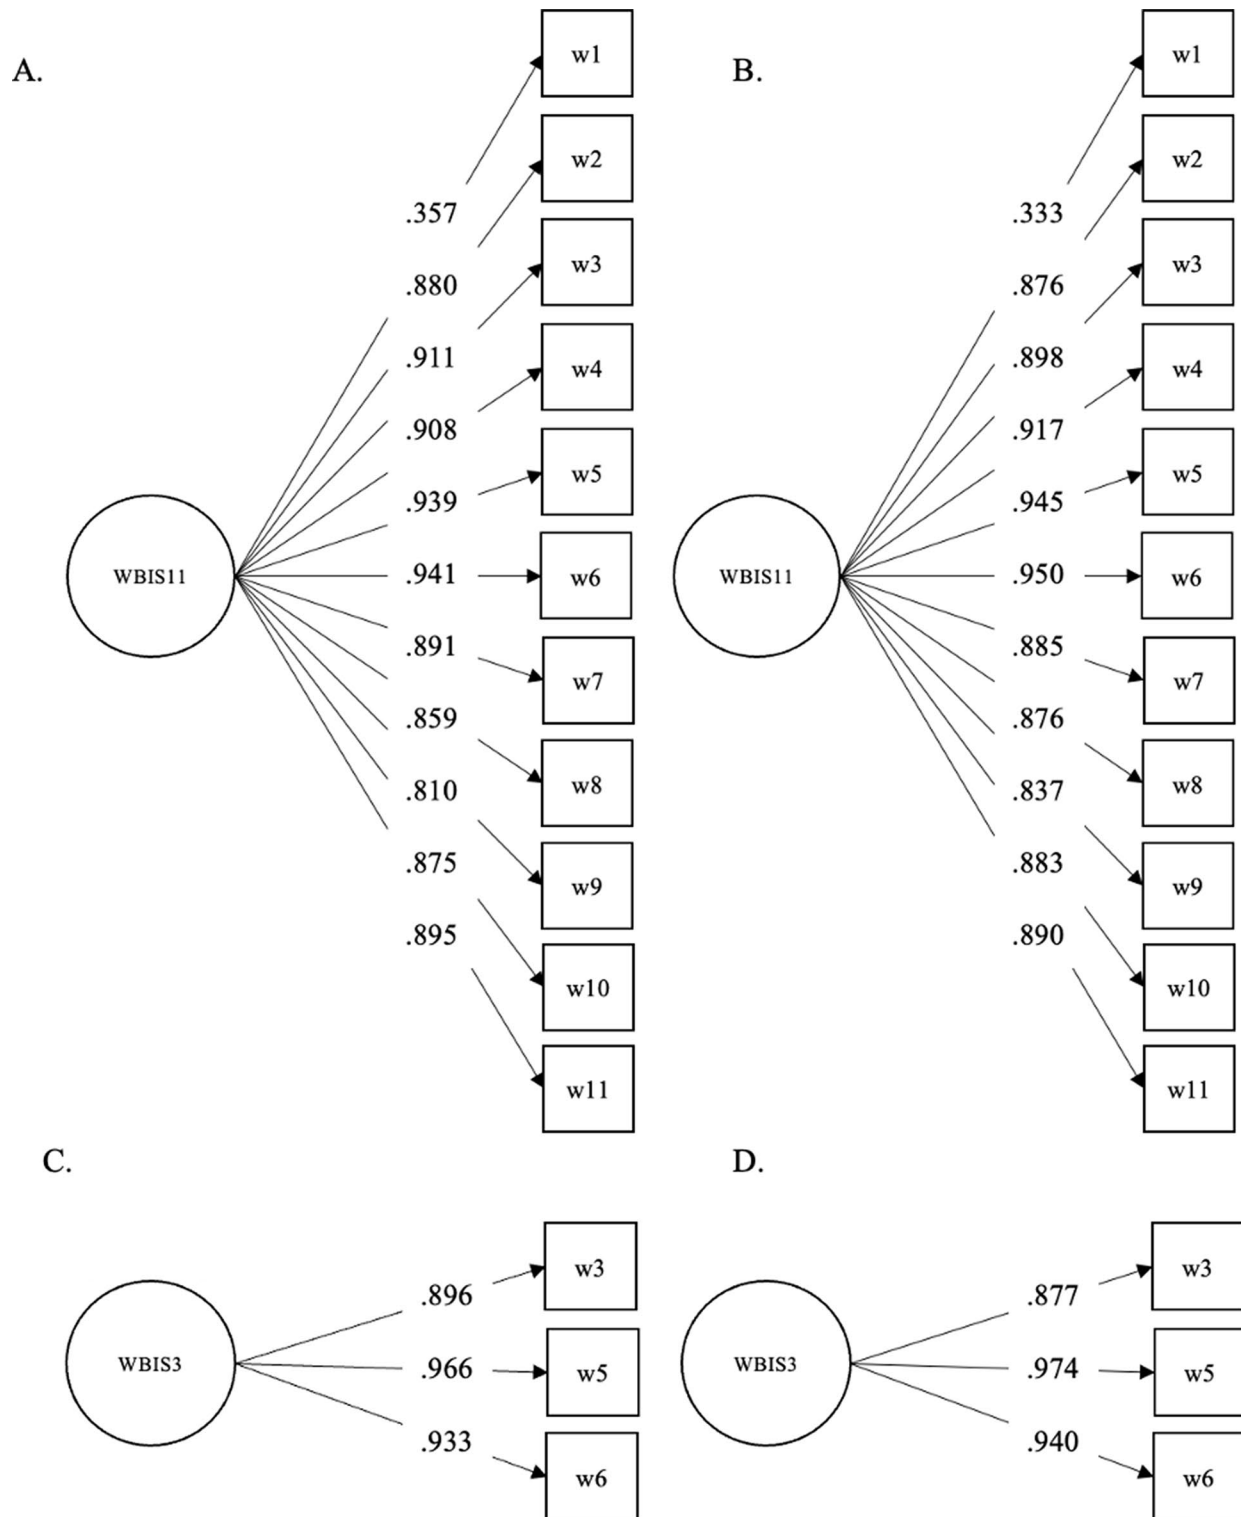 A.
w1
w2
w3
w4
w5
w6
w7
w8
w9
w10
w11
.357
.880
.911
.908
.939
.941
.891
.859
.810
.875
.895
WBIS11
B.
w1
w2
w3
w4
w5
w6
w7
w8
w9
w10
w11
.333
.876
.898
.917
.945
.950
.885
.876
.837
.883
.890
WBIS11
C.
w3
w5
w6
.896
.966
.933
WBIS3
D.
w3
w5
w6
.877
.974
.940
WBIS3